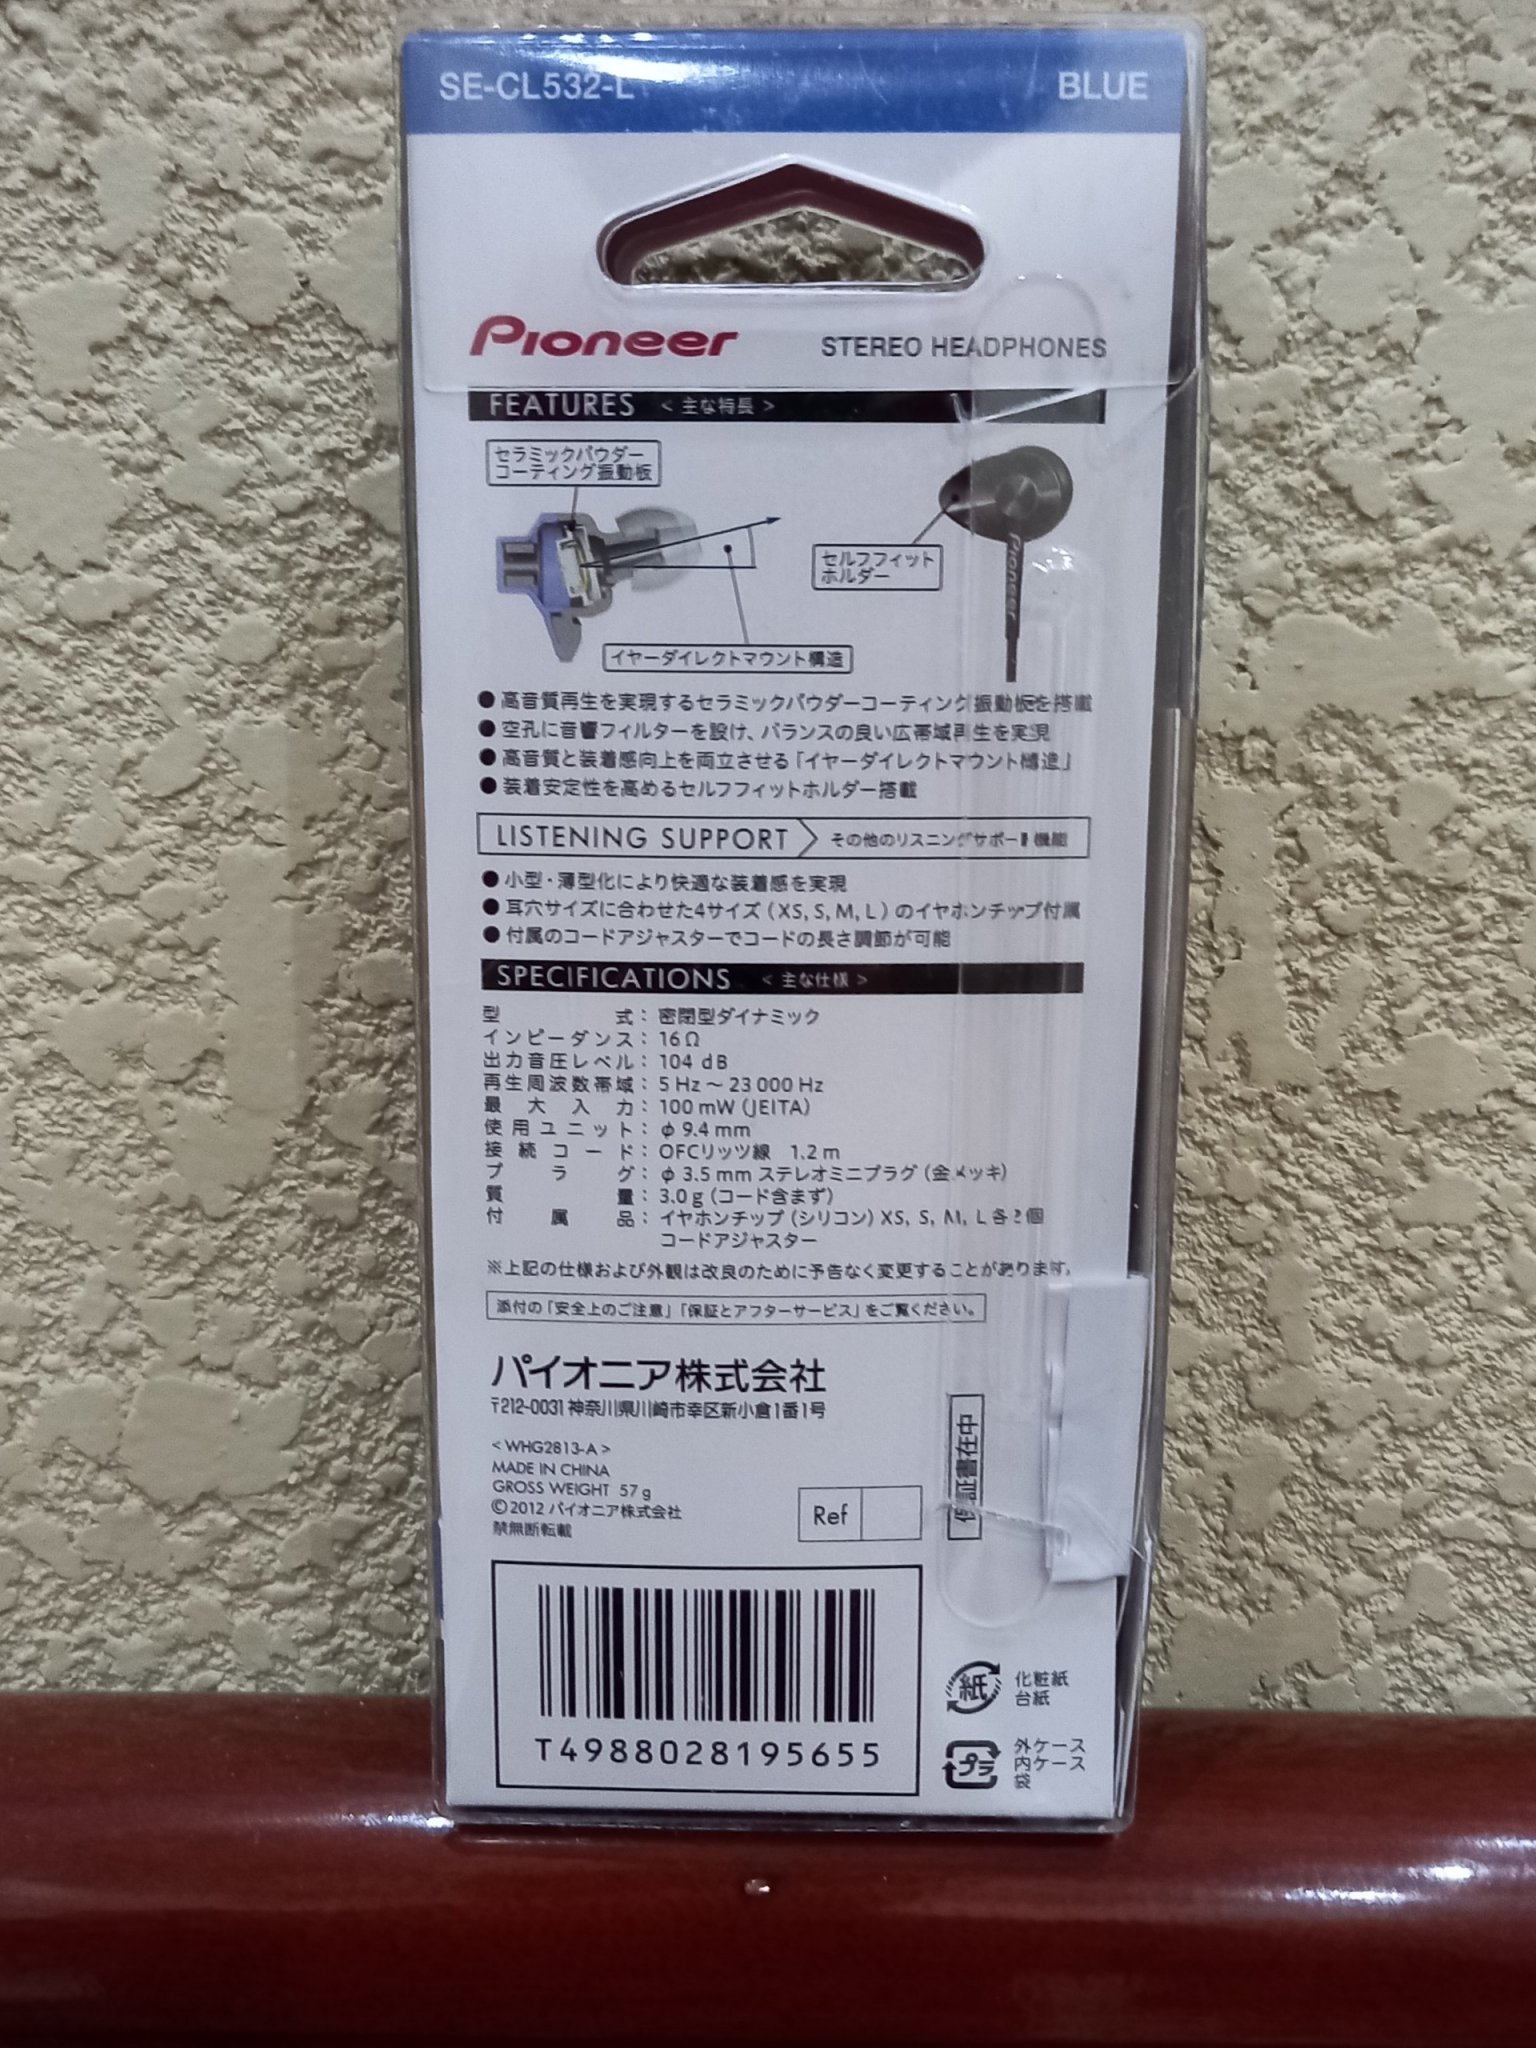 SE-CL532-L
BLUE
Pioneer
STEREO HEADPHONES
FEATURES <主な特長>
セラミックパウダー
コーティング振動板
セルフフィット
ホルダー
Pioneer
イヤーダイレクトマウント構造
●高音質再生を実現するセラミックパウダーコーティング振動板を搭載
●空孔に音響フィルターを設け、バランスの良い広帯域再生を実現
●高音質と装着感向上を両立させる「イヤーダイレクトマウント構造」
●装着安定性を高めるセルフフィットホルダー搭載
LISTENING SUPPORT その他のリスニングサポート機能
●小型・薄型化により快適な装着感を実現
●耳穴サイズに合わせた4サイズ(XS, S, M, L)のイヤホンチップ付属
●付属のコードアジャスターでコードの長さ調節が可能
SPECIFICATIONS <主な仕様>
型式：密閉型ダイナミック
インピーダンス：16Ω
出力音圧レベル：104 dB
再生周波数帯域：5 Hz～23 000 Hz
最大入力：100 mW (JEITA)
使用ユニット：φ 9.4 mm
接続コード：OFCリッツ線 1.2 m
プラグ：φ 3.5 mm ステレオミニプラグ (金メッキ)
質量：3.0 g (コード含まず)
付属品：イヤホンチップ (シリコン) XS, S, M, L 各2個
コードアジャスター
※上記の仕様および外観は改良のために予告なく変更することがあります。
添付の「安全上のご注意」「保証とアフターサービス」をご覧ください。
パイオニア株式会社
〒212-0031 神奈川県川崎市幸区新小倉1番1号
<WHG2813-A>
MADE IN CHINA
GROSS WEIGHT 57 g
©2012 パイオニア株式会社
禁無断転載
Ref
保証書在中
T4988028195655
紙
化粧紙
台紙
プラ
外ケース
内ケース
袋